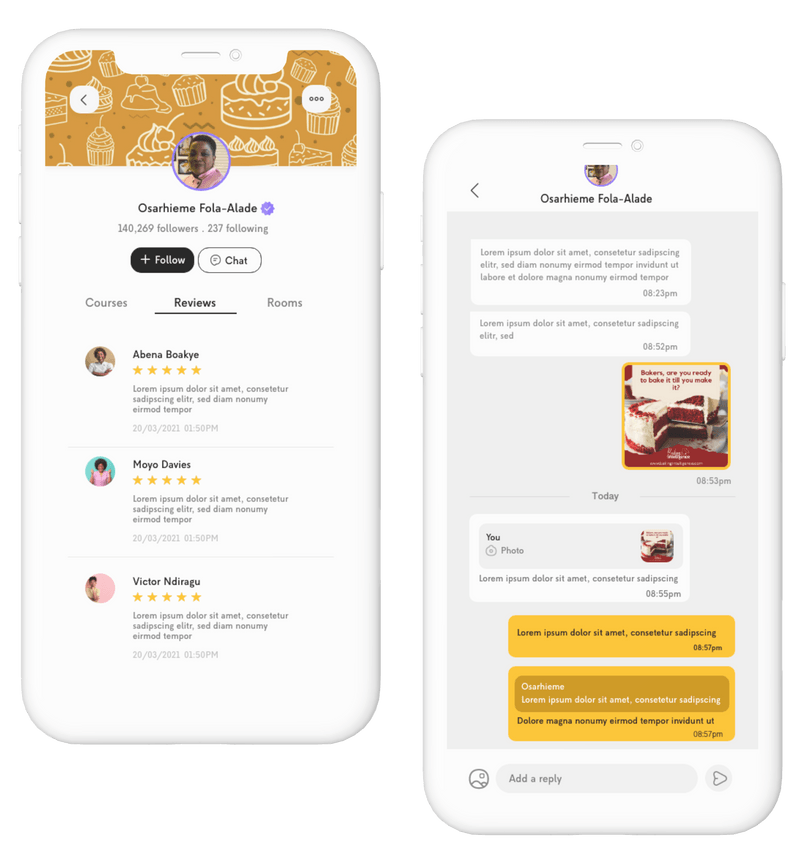 Osarhieme Fola-Alade
140,269 followers . 237 following
+ Follow
Chat
Courses
Reviews
Rooms
Abena Boakye
Lorem ipsum dolor sit amet, consetetur
sadipscing elitr, sed diam nonumy
eirmod tempor
20/03/2021 01:50PM
Moyo Davies
Lorem ipsum dolor sit amet, consetetur
sadipscing elitr, sed diam nonumy
eirmod tempor
20/03/2021 01:50PM
Victor Ndiragu
Lorem ipsum dolor sit amet, consetetur
sadipscing elitr, sed diam nonumy
eirmod tempor
20/03/2021 01:50PM
Osarhieme Fola-Alade
Lorem ipsum dolor sit amet, consetetur sadipscing
elitr, sed diam nonumy eirmod tempor invidunt ut
labore et dolore magna nonumy eirmod tempor
08:23pm
Lorem ipsum dolor sit amet, consetetur sadipscing
elitr, sed
08:52pm
Bakers, are you ready
to bake it till you make
it?
08:53pm
Today
You
Photo
Lorem ipsum dolor sit amet, consetetur sadipscing
08:55pm
Lorem ipsum dolor sit amet, consetetur sadipscing
08:57pm
Osarhieme
Lorem ipsum dolor sit amet, consetetur sadipscing
Dolore magna nonumy eirmod tempor invidunt ut
08:57pm
Add a reply